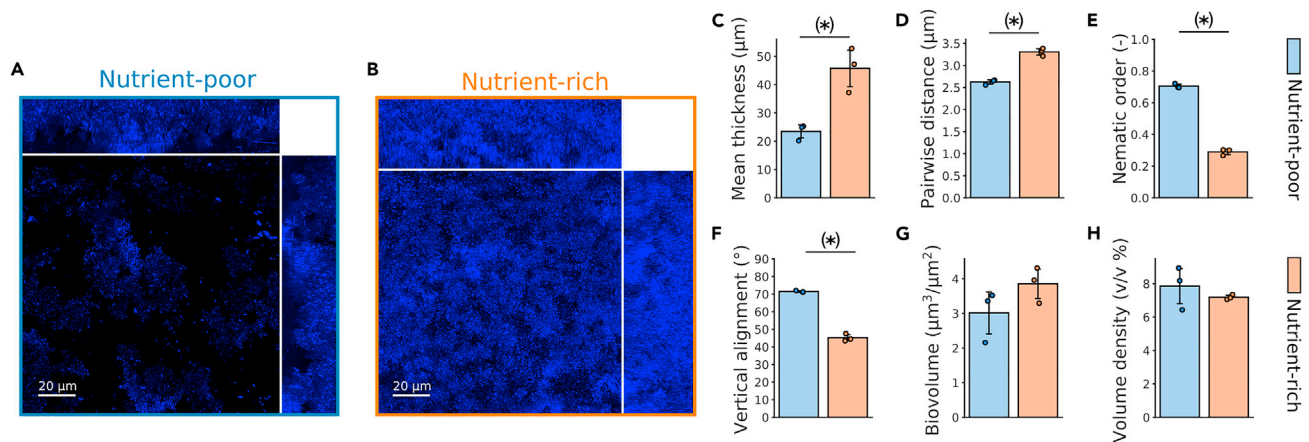 A
Nutrient-poor
20 µm
B
Nutrient-rich
20 µm
C
Mean thickness (µm)
50
40
30
20
10
0
(*)
D
Pairwise distance (µm)
3.5
3.0
2.5
2.0
1.5
1.0
0.5
0.0
(*)
E
Nematic order (-)
1.0
0.8
0.6
0.4
0.2
0.0
(*)
Nutrient-poor
F
Vertical alignment (°)
90
80
70
60
50
40
30
20
10
0
(*)
G
Biovolume (µm³/µm²)
4
3
2
1
0
H
Volume density (v/v %)
8
6
4
2
0
Nutrient-rich